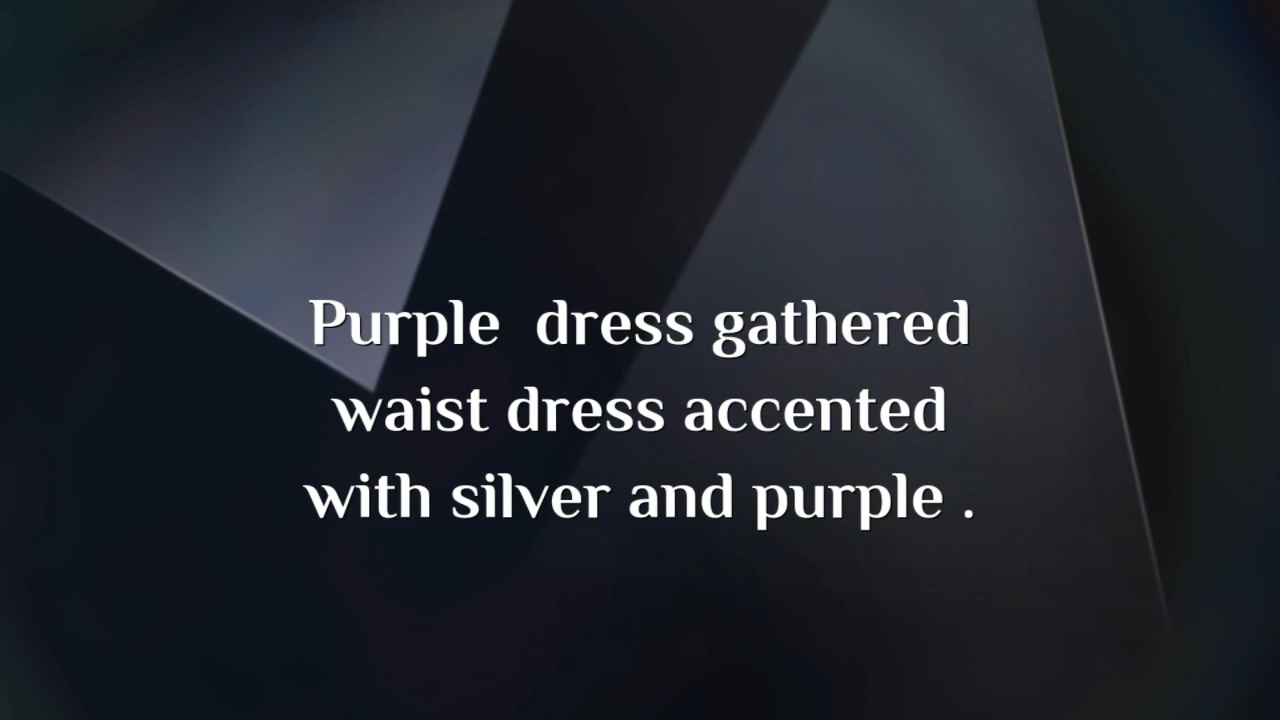 Purple  dress gathered
waist dress accented
with silver and purple .